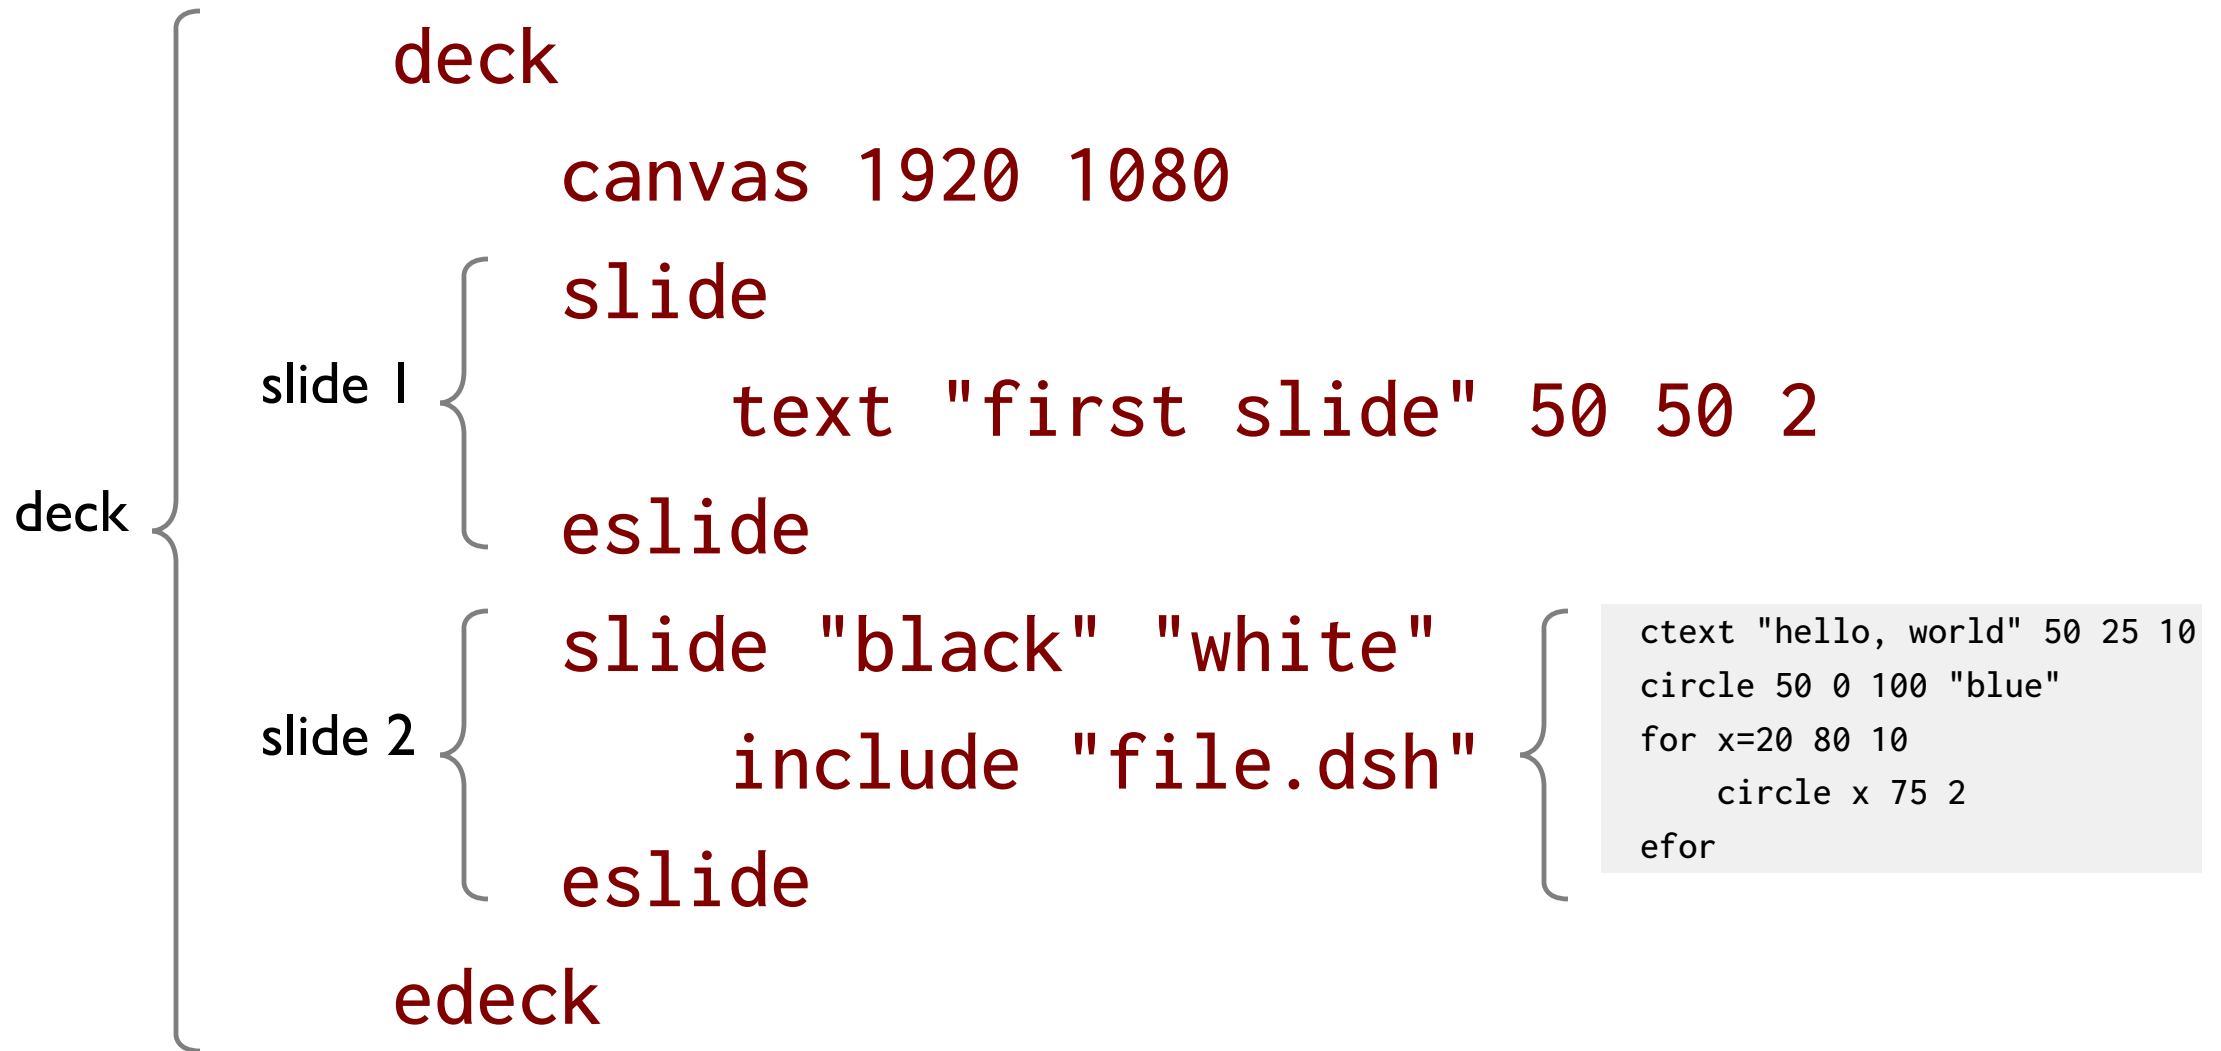 deck
canvas 1920 1080
slide
slide 1
text "first slide" 50 50 2
eslide
deck
slide "black" "white"
slide 2
include "file.dsh"
eslide
edeck
ctext "hello, world" 50 25 10
circle 50 0 100 "blue"
for x=20 80 10
circle x 75 2
efor